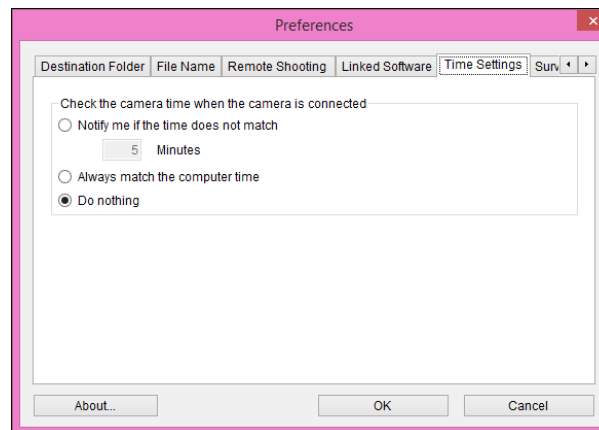 Preferences
Destination Folder File Name Remote Shooting Linked Software Time Settings
Check the camera time when the camera is connected
Notify me if the time does not match
5 Minutes
Always match the computer time
Do nothing
About... OK Cancel